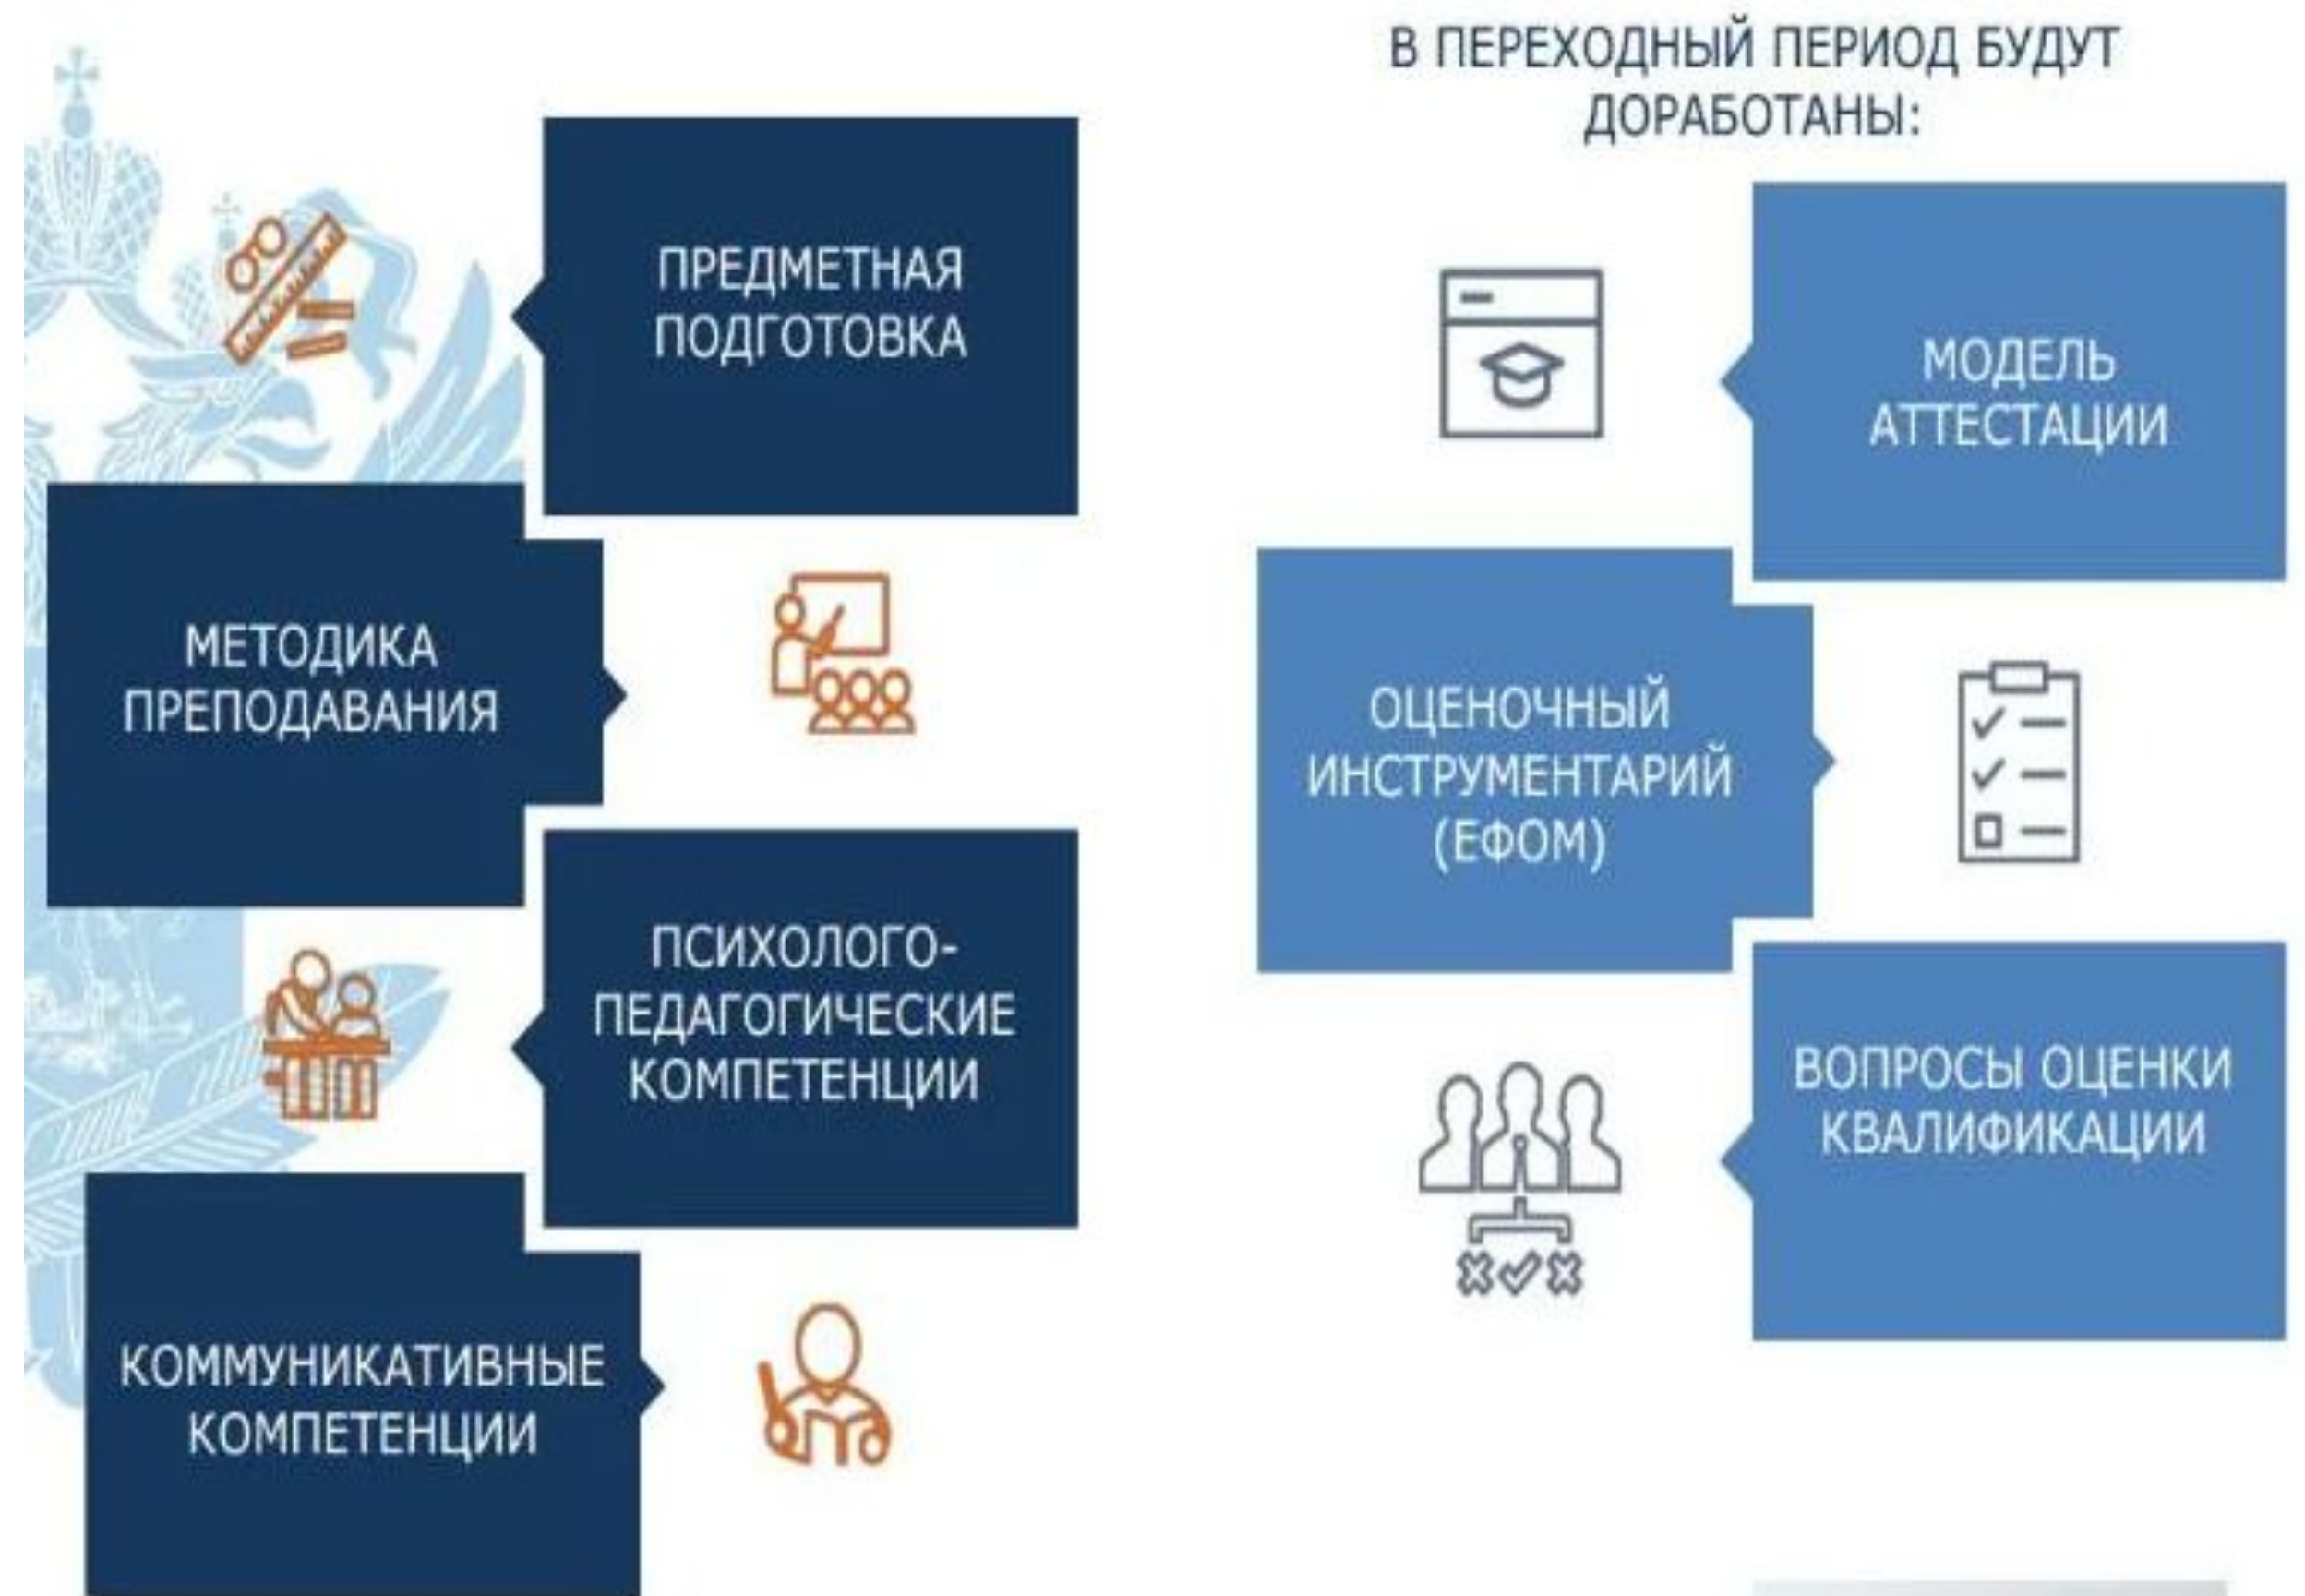 ПРЕДМЕТНАЯ
ПОДГОТОВКА
МЕТОДИКА
ПРЕПОДАВАНИЯ
ПСИХОЛОГО-
ПЕДАГОГИЧЕСКИЕ
КОМПЕТЕНЦИИ
КОММУНИКАТИВНЫЕ
КОМПЕТЕНЦИИ
В ПЕРЕХОДНЫЙ ПЕРИОД БУДУТ
ДОРАБОТАНЫ:
МОДЕЛЬ
АТТЕСТАЦИИ
ОЦЕНОЧНЫЙ
ИНСТРУМЕНТАРИЙ
(ЕФОМ)
ВОПРОСЫ ОЦЕНКИ
КВАЛИФИКАЦИИ